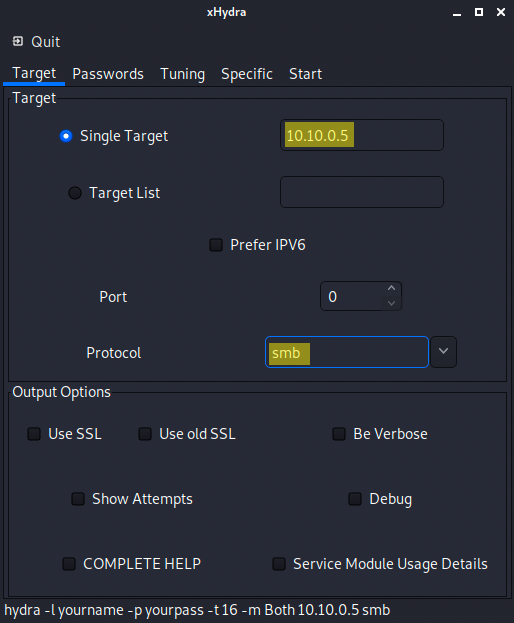 xHydra
Quit
Target Passwords Tuning Specific Start
Target
Single Target 10.10.0.5
Target List
Prefer IPV6
Port 0
Protocol smb
Output Options
Use SSL Use old SSL Be Verbose
Show Attempts Debug
COMPLETE HELP Service Module Usage Details
hydra -l yourname -p yourpass -t 16 -m Both 10.10.0.5 smb